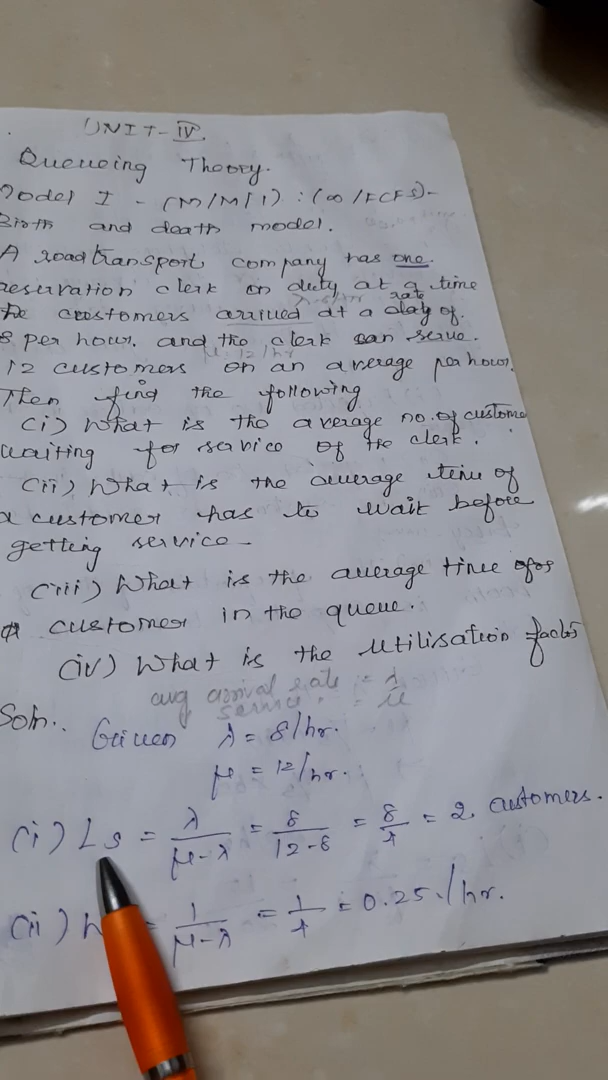 UNIT-IV.
Queueing Theory.
Model I - (M/M/1) : (∞/FCFS)-
Birth and death model.
A road transport company has one
reservation clerk on duty at a time
λ=8/hr rate
The customers arrived at a of
8 per hour. and the clerk can serve.
μ=12/hr
12 customers on an average per hour.
Then find the following
(i) What is the average no. of custome
waiting for service of the clerk.
(ii) What is the average time of
a customer has to wait before
getting service-
(iii) What is the average time
a customer in the queue.
(iv) What is the utilisation factor
avg arrival rate = λ
service. = μ
Soln:. Given λ = 8/hr.
μ = 12/hr.
(i) Ls = λ/μ-λ = 8/12-8 = 8/4 = 2 customers.
(ii) = 1/μ-λ = 1/4 = 0.25/hr.